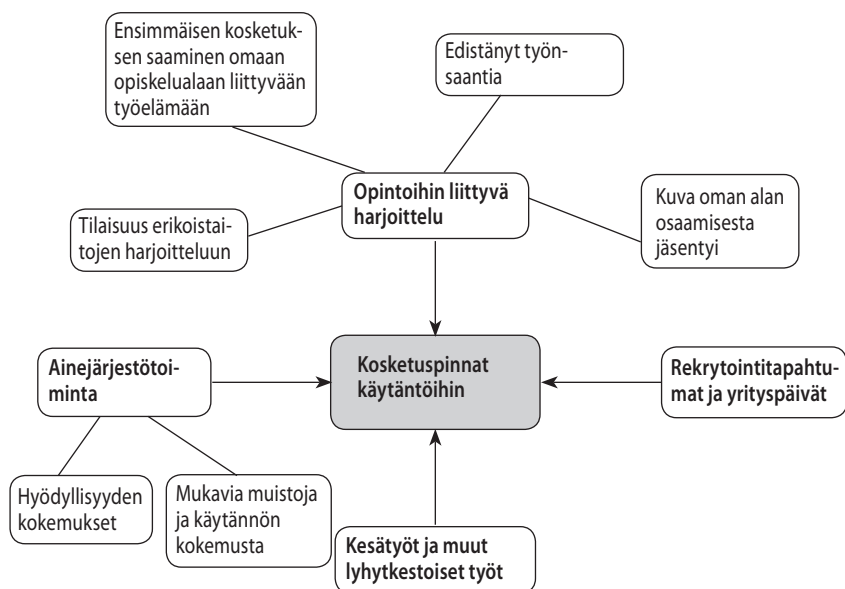 Ensimmäisen kosketuk-
sen saaminen omaan
opiskelualaan liittyvään
työelämään
Edistänyt työn-
saantia
Opintoihin liittyvä
harjoittelu
Kuva oman alan
osaamisesta
jäsentyi
Tilaisuus erikoistai-
tojen harjoitteluun
Ainejärjestötoi-
minta
Kosketuspinnat
käytäntöihin
Rekrytointitapahtu-
mat ja yrityspäivät
Hyödyllisyyden
kokemukset
Mukavia muistoja
ja käytännön
kokemusta
Kesätyöt ja muut
lyhytkestoiset työt